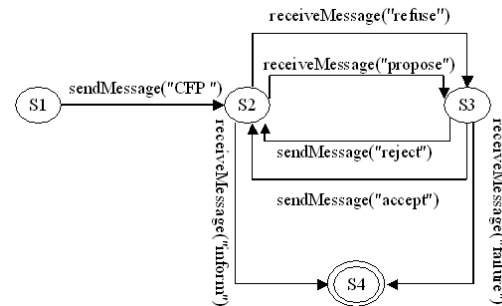 receiveMessage("refuse")
receiveMessage("propose")
sendMessage("CFP ")
S1
S2
S3
sendMessage("reject")
sendMessage("accept")
receiveMessage("inform")
receiveMessage("failure")
S4